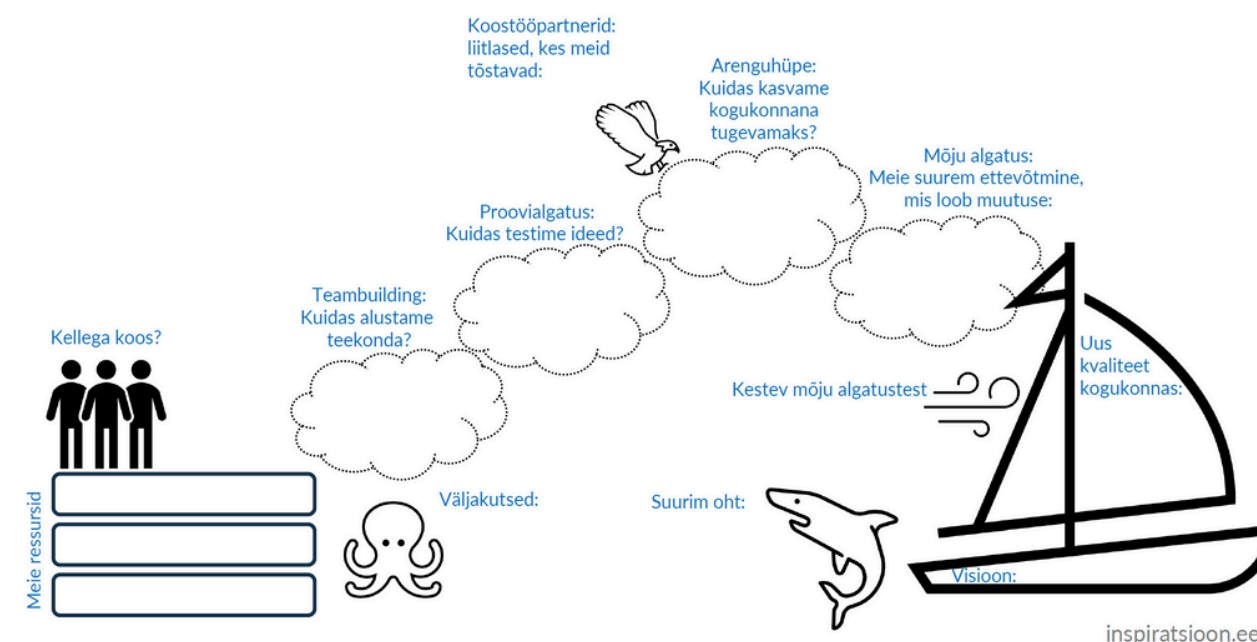 Koostööpartnerid:
liitlased, kes meid
tõstavad:
Arenguhüpe:
Kuidas kasvame
kogukonnana
tugevamaks?
Mõju algatus:
Meie suurem ettevõtmine,
mis loob muutuse:
Proovialgatus:
Kuidas testime ideed?
Teambuilding:
Kuidas alustame
teekonda?
Kellega koos?
Uus
kvaliteet
kogukonnas:
Kestev mõju algatustest
Meie ressursid
Väljakutsed:
Suurim oht:
Visioon:
inspiratsioon.ee